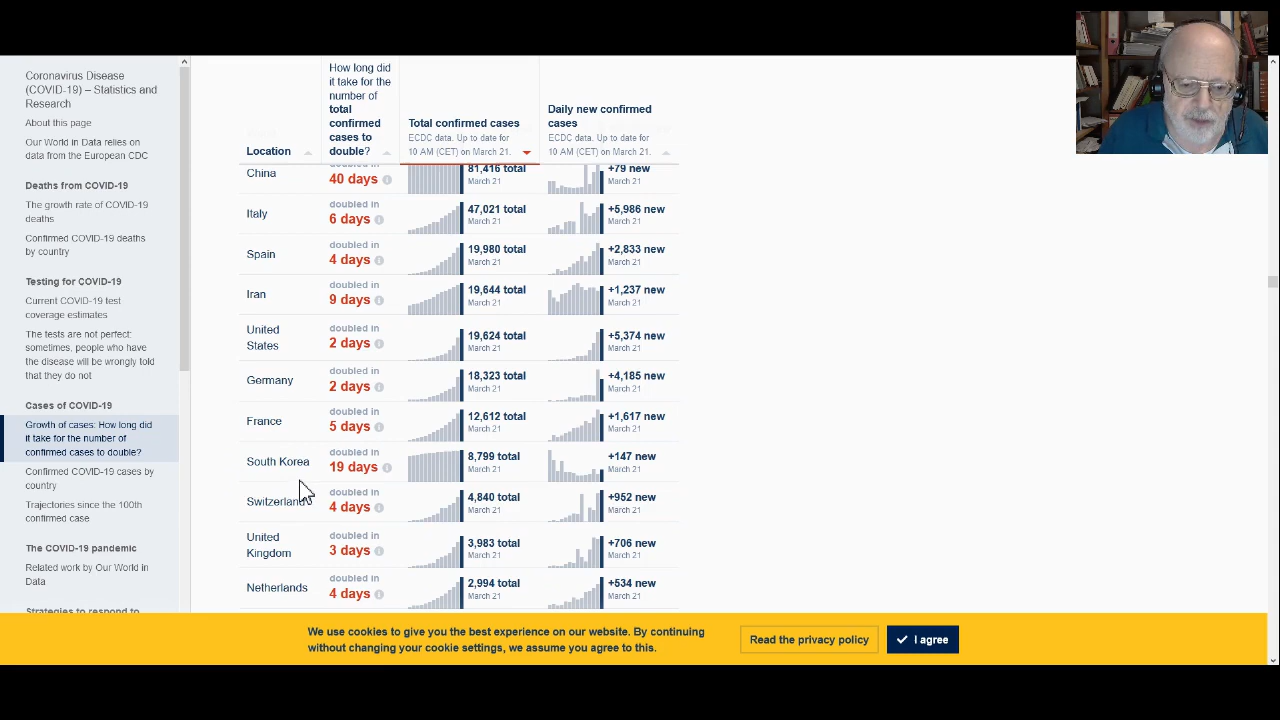 Coronavirus Disease
(COVID-19) – Statistics and
Research
About this page
Our World in Data relies on
data from the European CDC
Deaths from COVID-19
The growth rate of COVID-19
deaths
Confirmed COVID-19 deaths
by country
Testing for COVID-19
Current COVID-19 test
coverage estimates
The tests are not perfect:
sometimes, people who have
the disease will be wrongly told
that they do not
Cases of COVID-19
Growth of cases: How long did
it take for the number of
confirmed cases to double?
Confirmed COVID-19 cases by
country
Trajectories since the 100th
confirmed case
The COVID-19 pandemic
Related work by Our World in
Data
Strategies to respond to
Location
How long did
it take for the
number of
total
confirmed
cases to
double?
Total confirmed cases
ECDC data. Up to date for
10 AM (CET) on March 21.
Daily new confirmed
cases
ECDC data. Up to date for
10 AM (CET) on March 21.
China
40 days
81,416 total
March 21
+79 new
March 21
Italy
doubled in
6 days
47,021 total
March 21
+5,986 new
March 21
Spain
doubled in
4 days
19,980 total
March 21
+2,833 new
March 21
Iran
doubled in
9 days
19,644 total
March 21
+1,237 new
March 21
United
States
doubled in
2 days
19,624 total
March 21
+5,374 new
March 21
Germany
doubled in
2 days
18,323 total
March 21
+4,185 new
March 21
France
doubled in
5 days
12,612 total
March 21
+1,617 new
March 21
South Korea
doubled in
19 days
8,799 total
March 21
+147 new
March 21
Switzerland
doubled in
4 days
4,840 total
March 21
+952 new
March 21
United
Kingdom
doubled in
3 days
3,983 total
March 21
+706 new
March 21
Netherlands
doubled in
4 days
2,994 total
March 21
+534 new
March 21
We use cookies to give you the best experience on our website. By continuing
without changing your cookie settings, we assume you agree to this.
Read the privacy policy
I agree